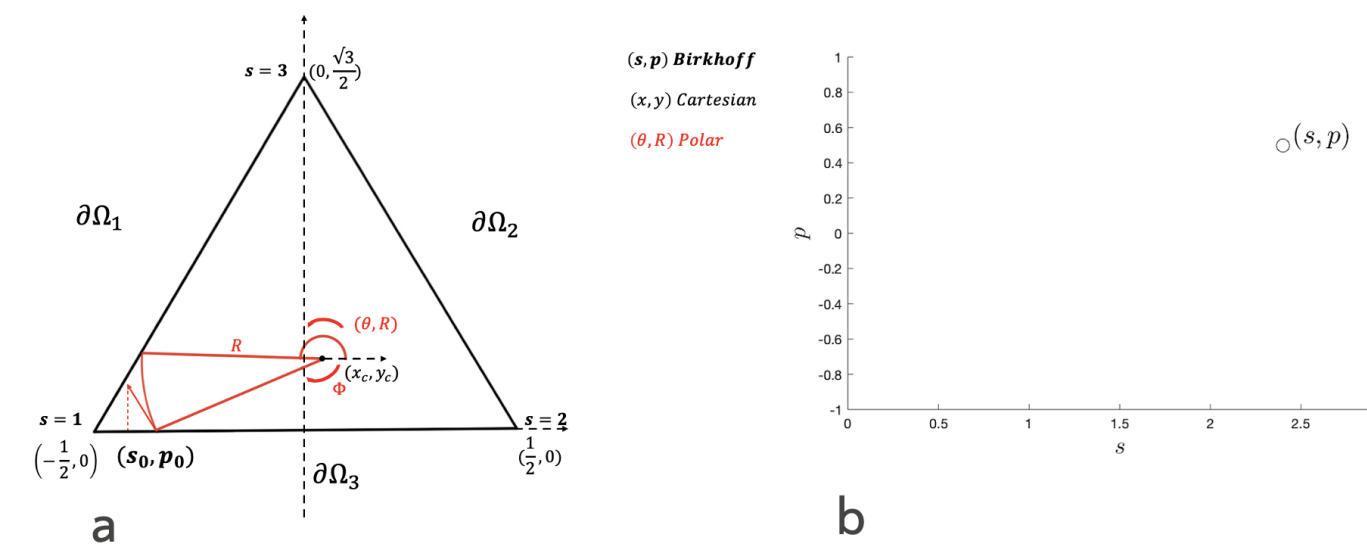 s = 3
(0, √3/2)
∂Ω₁
∂Ω₂
R
(θ, R)
(x_c, y_c)
Φ
s = 1
s = 2
(−1/2, 0)
(s₀, p₀)
(1/2, 0)
∂Ω₃
a
(s, p) Birkhoff
(x, y) Cartesian
(θ, R) Polar
1
0.8
0.6
0.4
0.2
0
-0.2
-0.4
-0.6
-0.8
-1
p
(s, p)
0
0.5
1
1.5
2
2.5
s
b